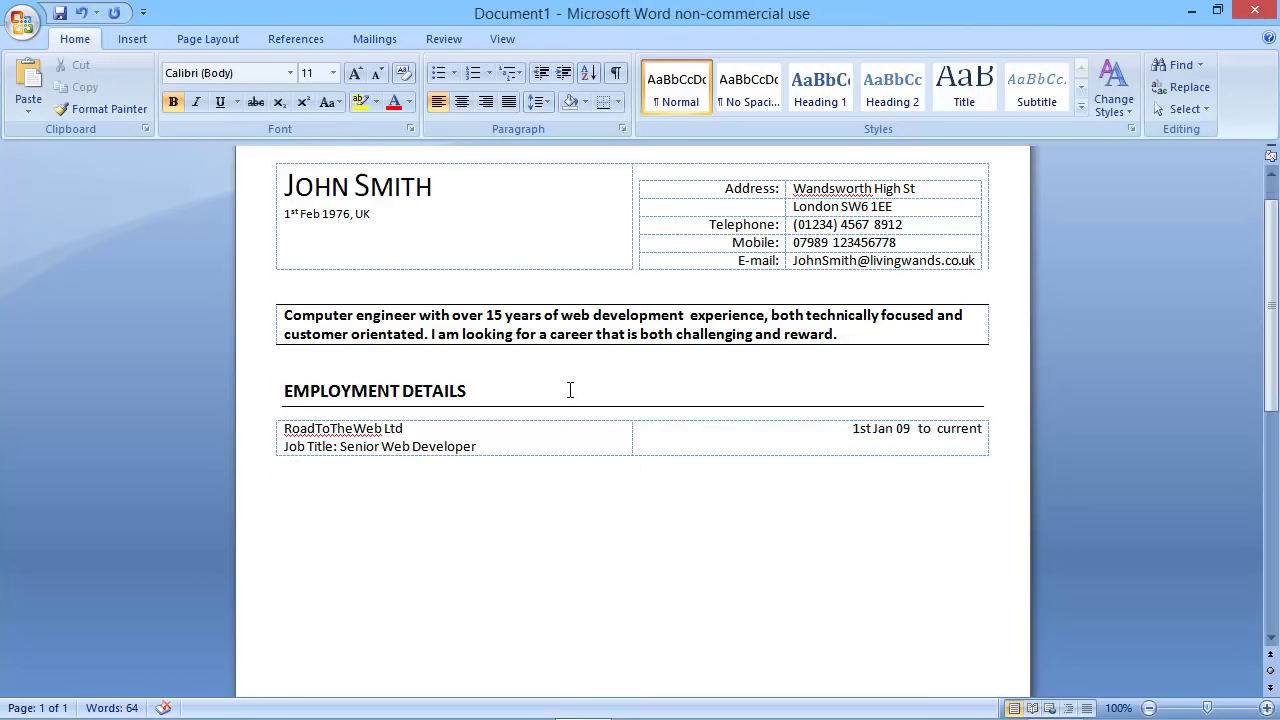 Document1 - Microsoft Word non-commercial use
Home Insert Page Layout References Mailings Review View
Paste
Cut
Copy
Format Painter
Clipboard
Calibri (Body) 11
Font
Paragraph
AaBbCcDc AaBbCcDc AaBbCc AaBbCc AaB AaBbCc.
¶ Normal ¶ No Spaci... Heading 1 Heading 2 Title Subtitle
Change Styles
Styles
Find
Replace
Select
Editing
JOHN SMITH
1st Feb 1976, UK
Address: Wandsworth High St
London SW6 1EE
Telephone: (01234) 4567 8912
Mobile: 07989 123456778
E-mail: JohnSmith@livingwands.co.uk
Computer engineer with over 15 years of web development experience, both technically focused and
customer orientated. I am looking for a career that is both challenging and reward.
EMPLOYMENT DETAILS
RoadToTheWeb Ltd 1st Jan 09 to current
Job Title: Senior Web Developer
Page: 1 of 1 Words: 64 100%